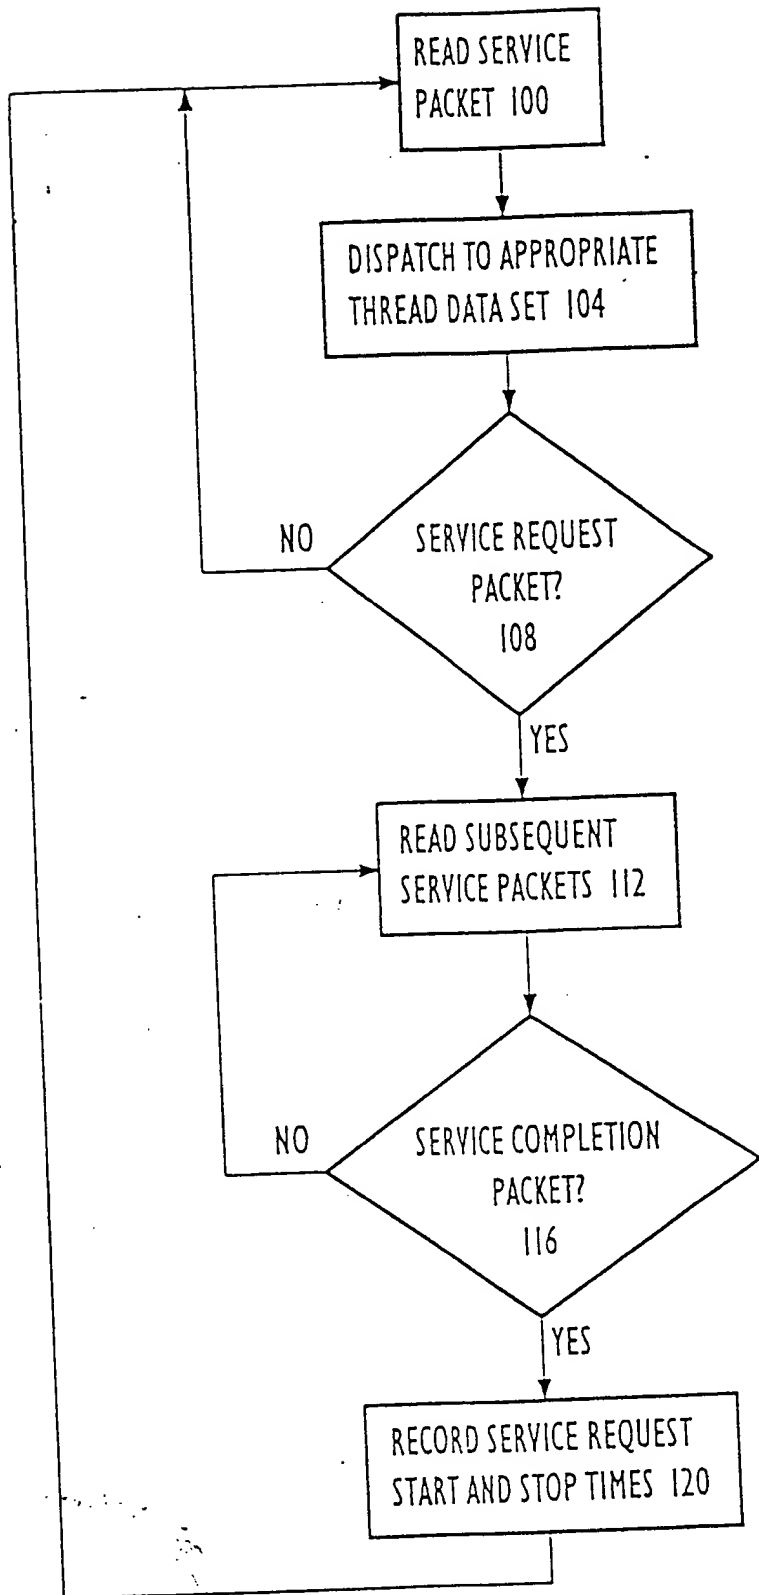 READ SERVICE
PACKET 100
DISPATCH TO APPROPRIATE
THREAD DATA SET 104
NO
SERVICE REQUEST
PACKET?
108
YES
READ SUBSEQUENT
SERVICE PACKETS 112
NO
SERVICE COMPLETION
PACKET?
116
YES
RECORD SERVICE REQUEST
START AND STOP TIMES 120